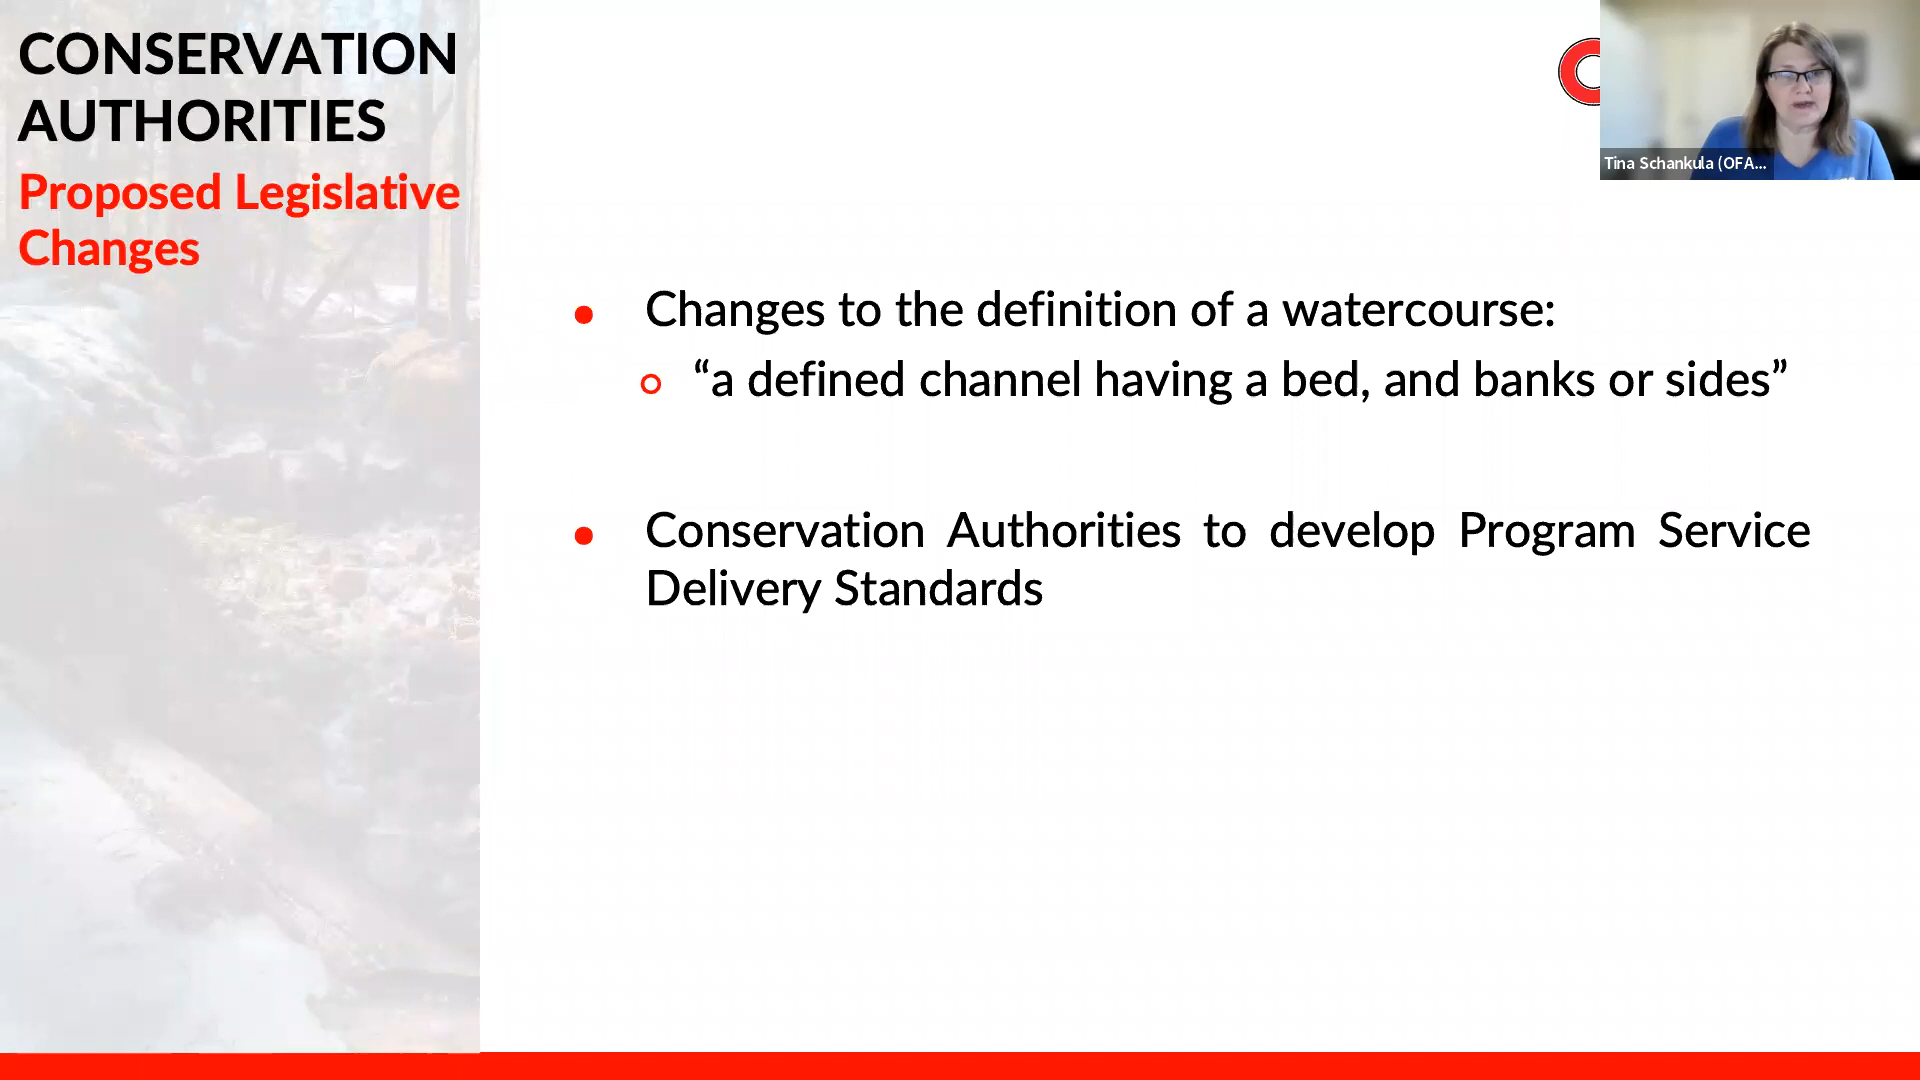 CONSERVATION
AUTHORITIES
Proposed Legislative
Changes
Tina Schankula (OFA...
• Changes to the definition of a watercourse:
“a defined channel having a bed, and banks or sides”
• Conservation Authorities to develop Program Service
Delivery Standards